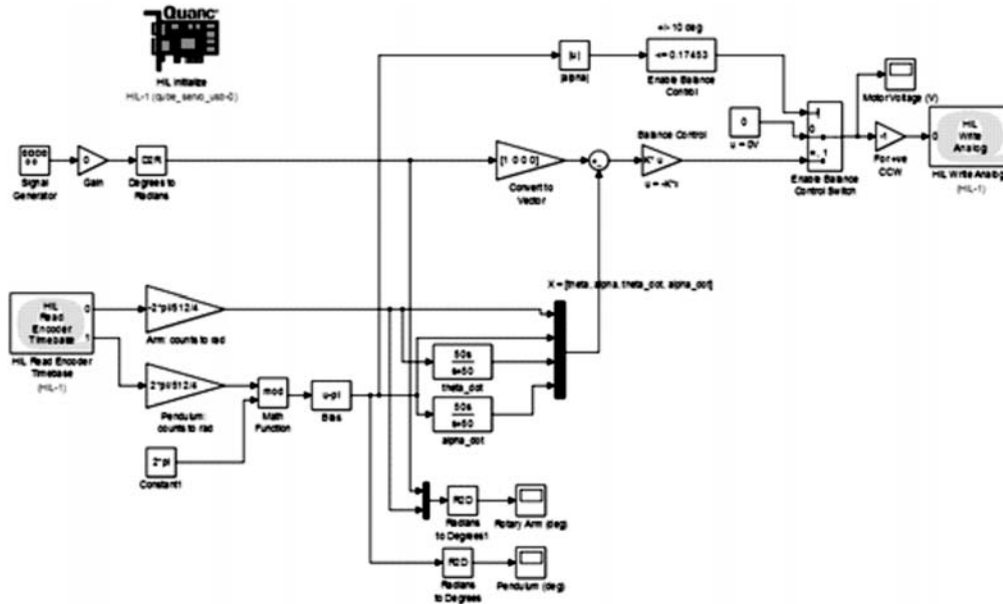 Quanc
HIL Initialize
HIL-1 (qube_servo_usb-0)
+/- 10 deg
|u|
|alpha|
<= 0.17453
Enable Balance
Control
Motor Voltage (V)
0
u = 0V
0
-1
For +ve
CCW
0
HIL
Write
Analog
HIL Write Analog
(HIL-1)
Enable Balance
Control Switch
Signal
Generator
0
Gain
D2R
Degrees to
Radians
[1 0 0 0]
Convert to
Vector
Balance Control
K* u
u = -K*x
X = [theta, alpha, theta_dot, alpha_dot]
HIL
Read
Encoder
Timebase
0
1
HIL Read Encoder
Timebase
(HIL-1)
-2*pi/512/4
Arm: counts to rad
2*pi/512/4
Pendulum:
counts to rad
mod
Math
Function
u-pi
Bias
2*pi
Constant1
50s
s+50
theta_dot
50s
s+50
alpha_dot
R2D
Radians
to Degrees1
Rotary Arm (deg)
R2D
Radians
to Degrees
Pendulum (deg)